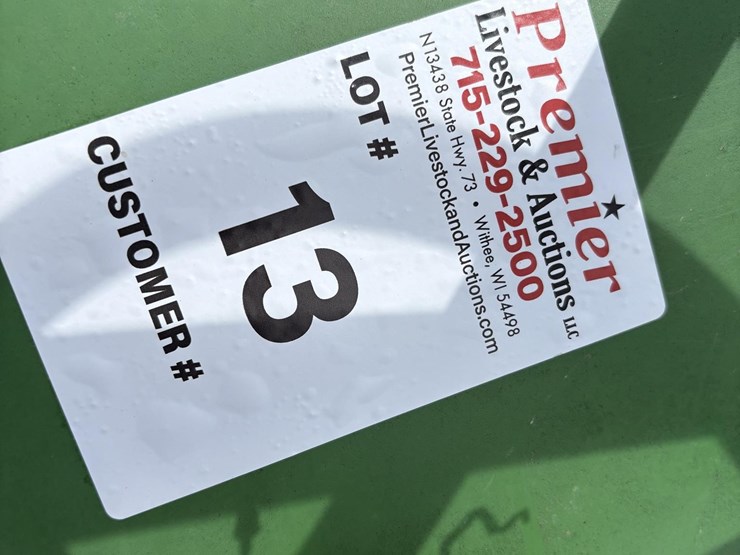 Premier
Livestock & Auctions LLC
715-229-2500
N13438 State Hwy. 73 • Withee, WI 54498
PremierLivestockandAuctions.com
LOT #
13
CUSTOMER #